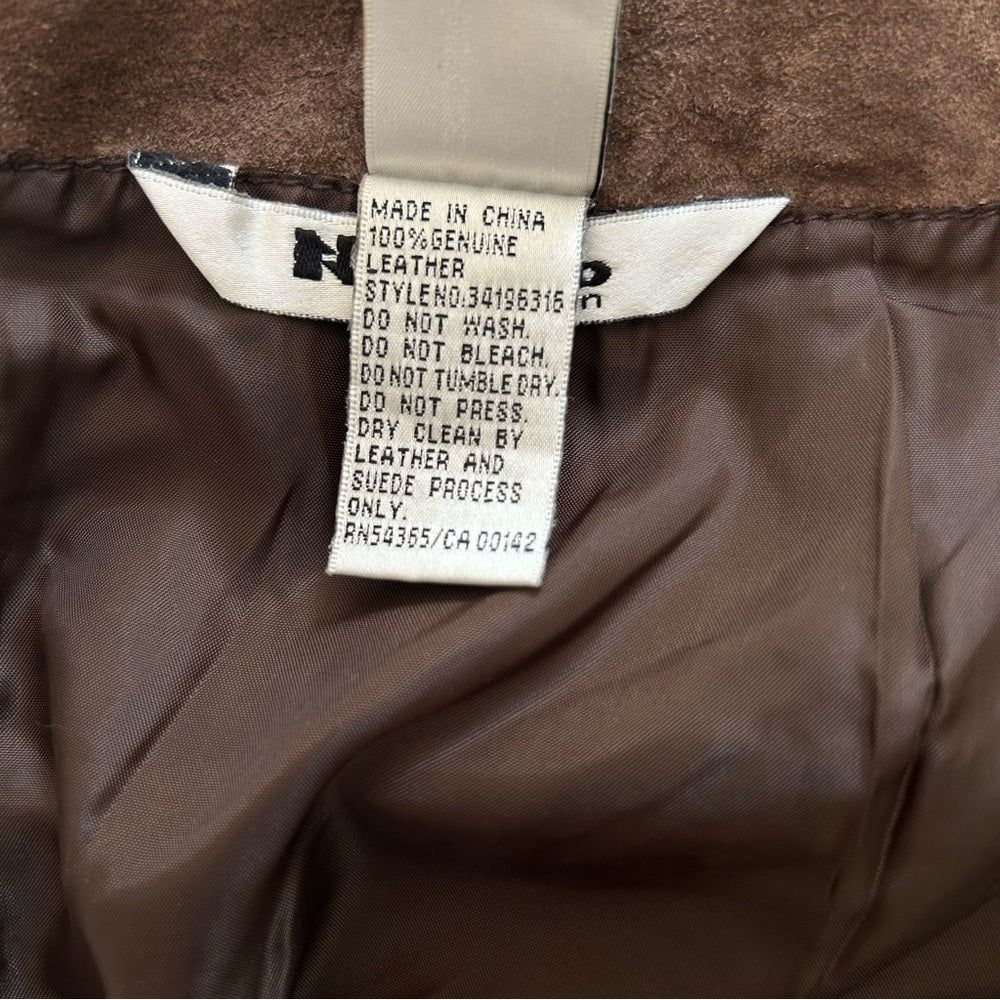 MADE IN CHINA
100%GENUINE
LEATHER
STYLENO:34196316
DO NOT WASH.
DO NOT BLEACH.
DO NOT TUMBLE DRY.
DO NOT PRESS.
DRY CLEAN BY
LEATHER AND
SUEDE PROCESS
ONLY.
RN54365/CA 00142